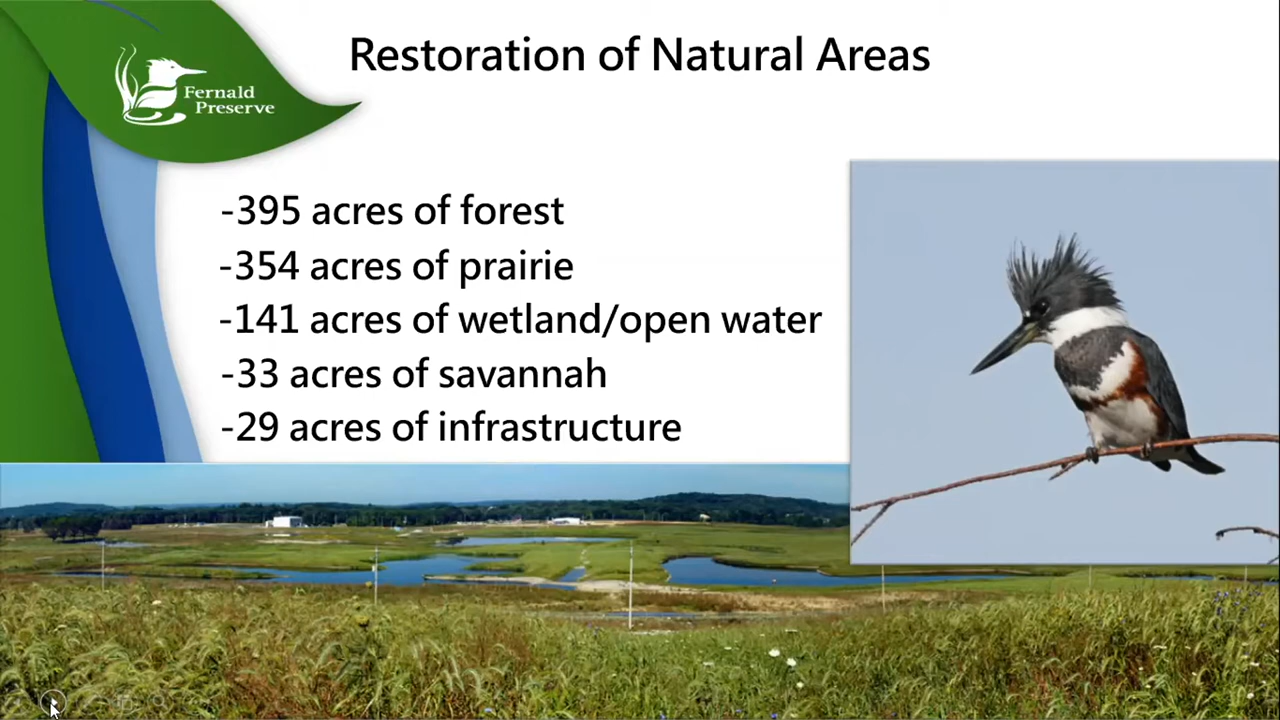 Restoration of Natural Areas
Fernald
Preserve
-395 acres of forest
-354 acres of prairie
-141 acres of wetland/open water
-33 acres of savannah
-29 acres of infrastructure